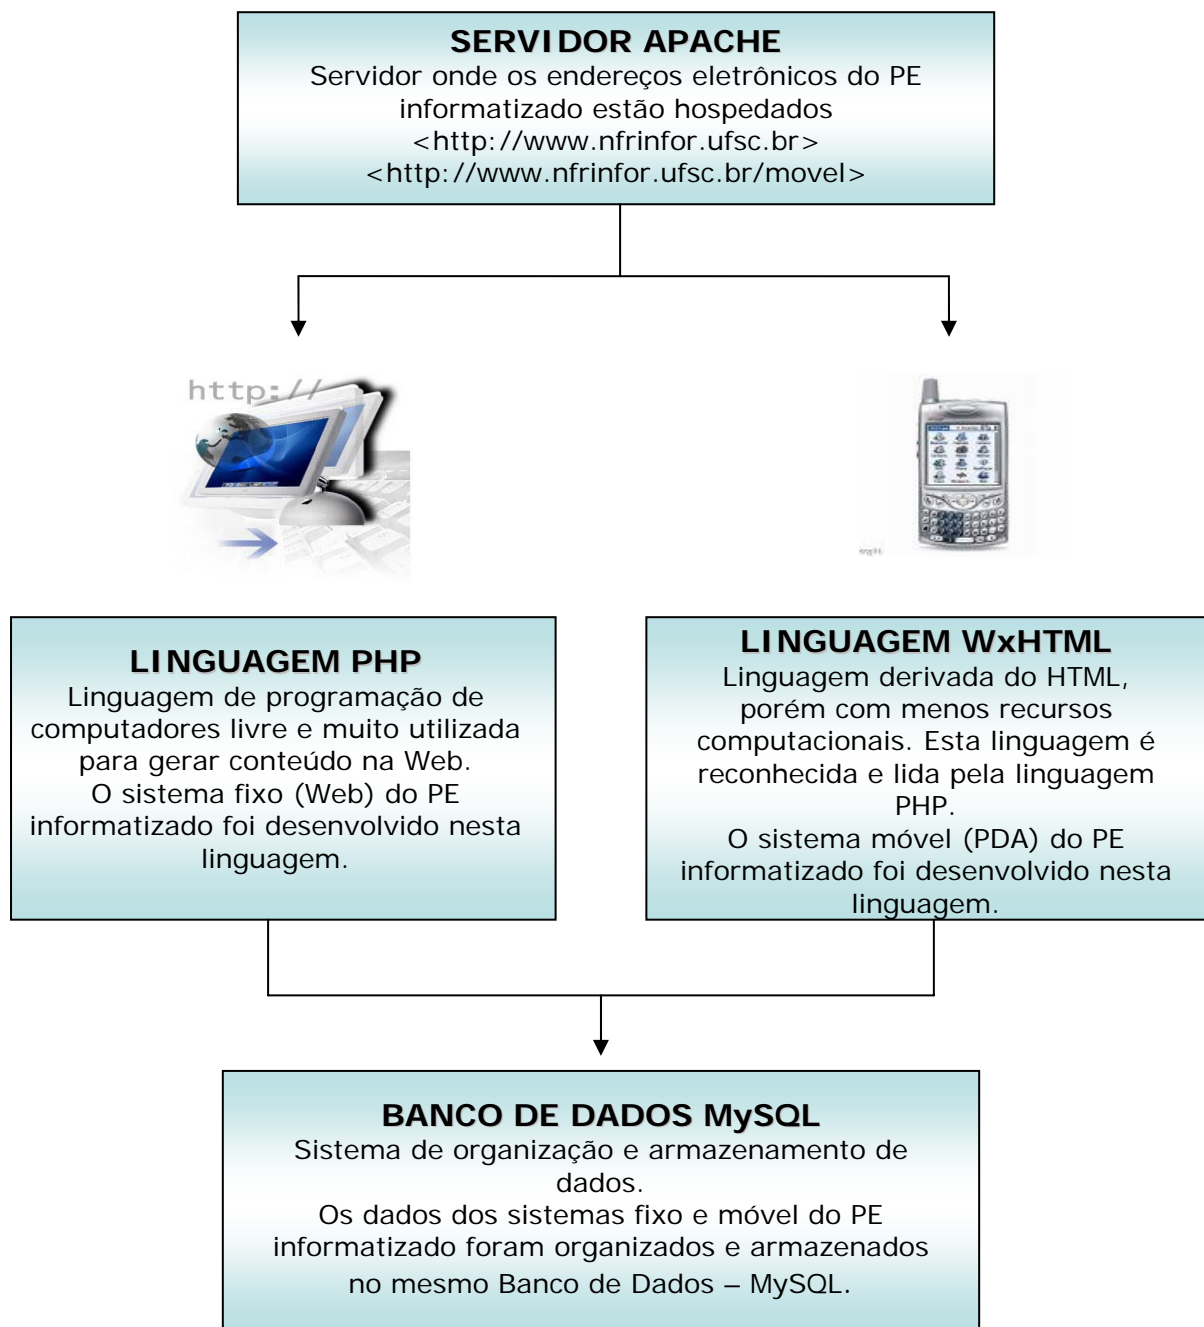 SERVIDOR APACHE
Servidor onde os endereços eletrônicos do PE
informatizado estão hospedados
<http://www.nfrinfor.ufsc.br>
<http://www.nfrinfor.ufsc.br/movel>
http://
LINGUAGEM PHP
Linguagem de programação de
computadores livre e muito utilizada
para gerar conteúdo na Web.
O sistema fixo (Web) do PE
informatizado foi desenvolvido nesta
linguagem.
LINGUAGEM WxHTML
Linguagem derivada do HTML,
porém com menos recursos
computacionais. Esta linguagem é
reconhecida e lida pela linguagem
PHP.
O sistema móvel (PDA) do PE
informatizado foi desenvolvido nesta
linguagem.
BANCO DE DADOS MySQL
Sistema de organização e armazenamento de
dados.
Os dados dos sistemas fixo e móvel do PE
informatizado foram organizados e armazenados
no mesmo Banco de Dados – MySQL.